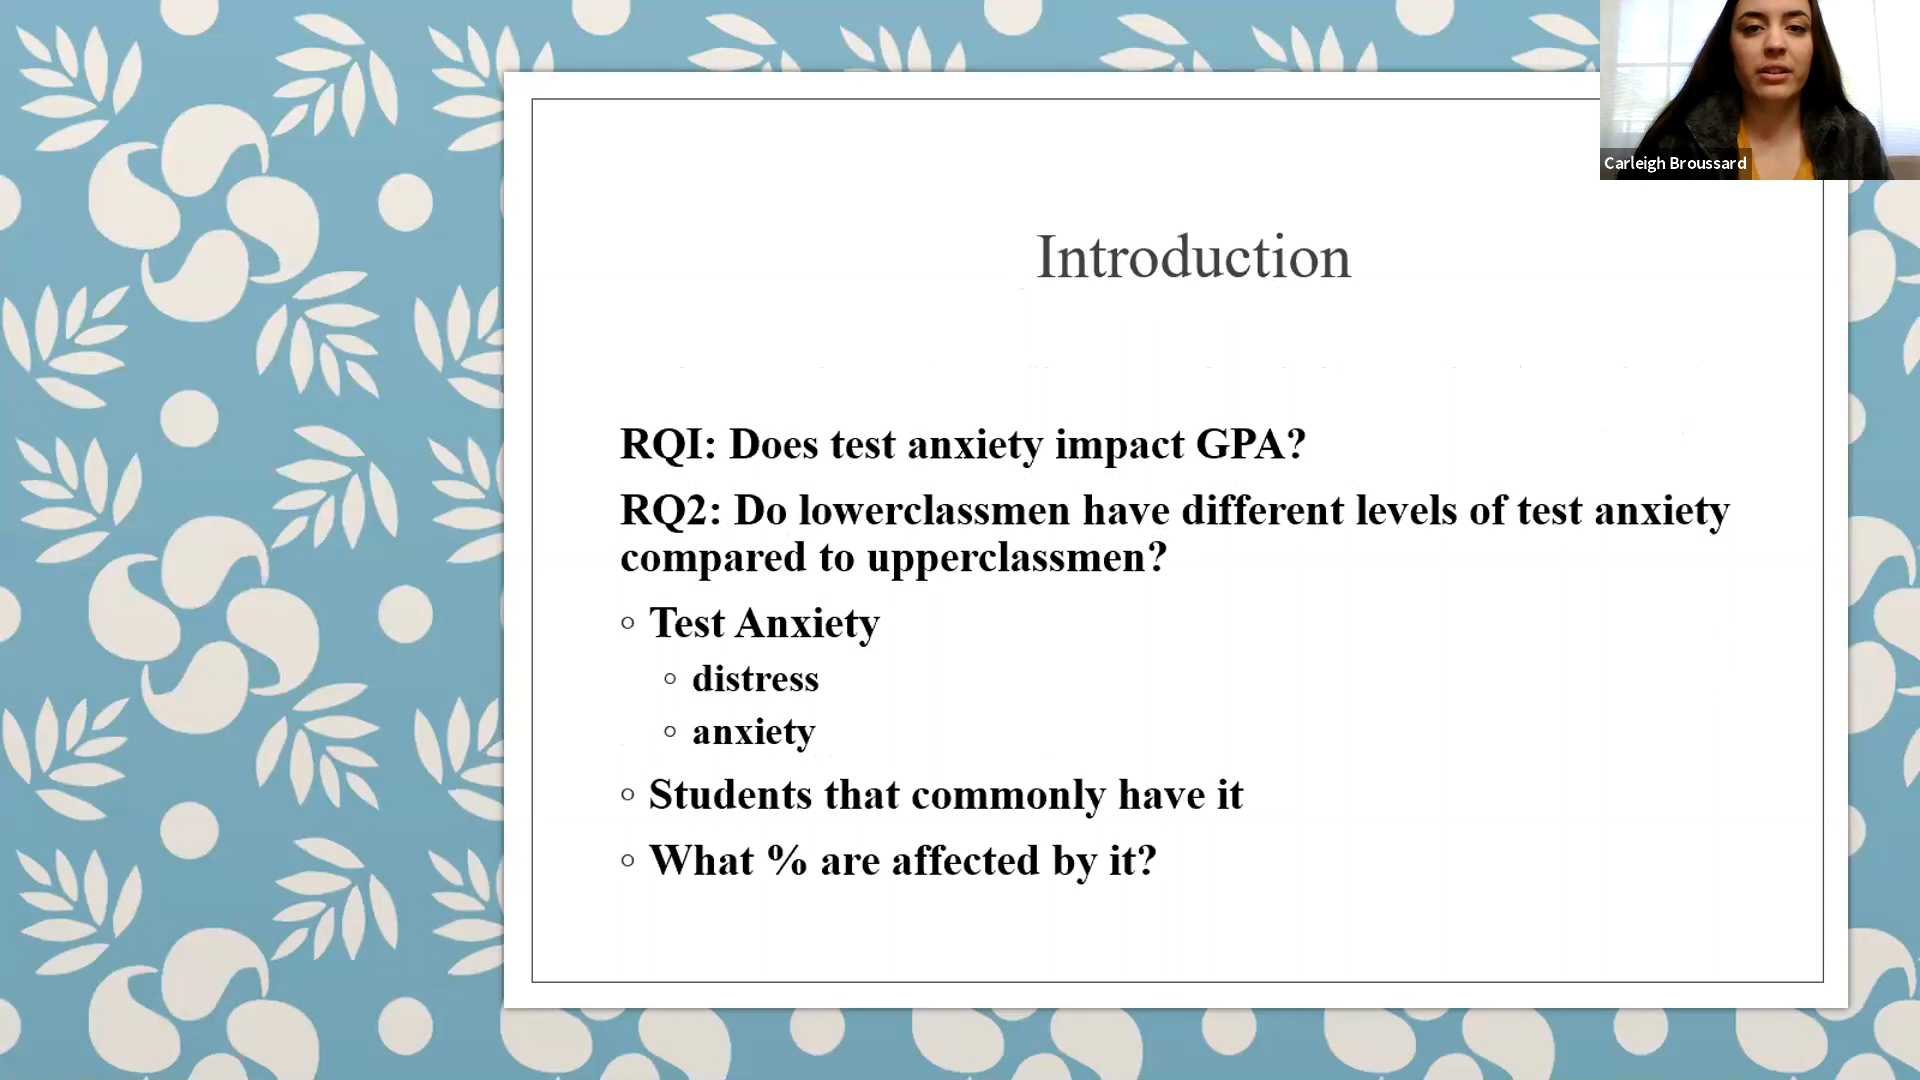 Carleigh Broussard
Introduction
RQI: Does test anxiety impact GPA?
RQ2: Do lowerclassmen have different levels of test anxiety
compared to upperclassmen?
Test Anxiety
distress
anxiety
Students that commonly have it
What % are affected by it?